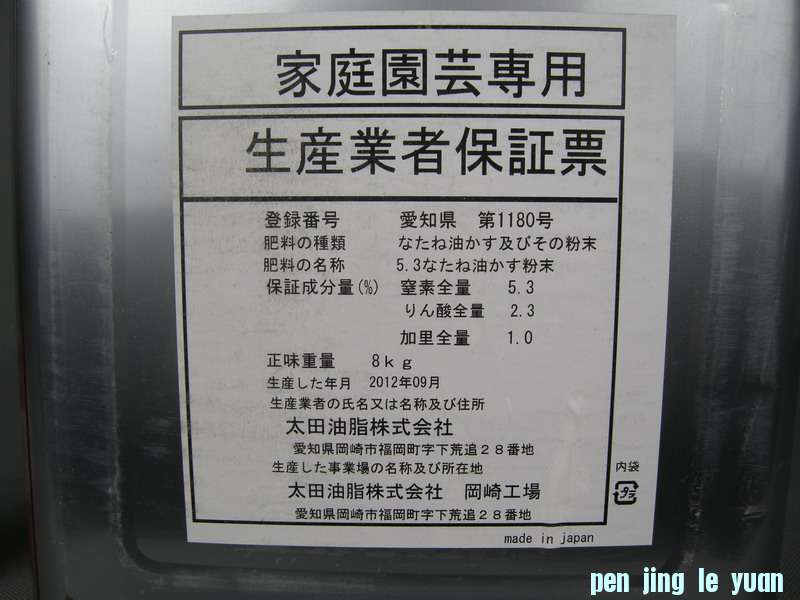 家庭園芸専用
生産業者保証票
登録番号 愛知県 第1180号
肥料の種類 なたね油かす及びその粉末
肥料の名称 5.3なたね油かす粉末
保証成分量(%) 窒素全量 5.3
りん酸全量 2.3
加里全量 1.0
正味重量 8kg
生産した年月 2012年09月
生産業者の氏名又は名称及び住所
太田油脂株式会社
愛知県岡崎市福岡町字下荒追28番地
生産した事業場の名称及び所在地
太田油脂株式会社 岡崎工場
愛知県岡崎市福岡町字下荒追28番地
内袋
プラ
made in japan
pen jing le yuan